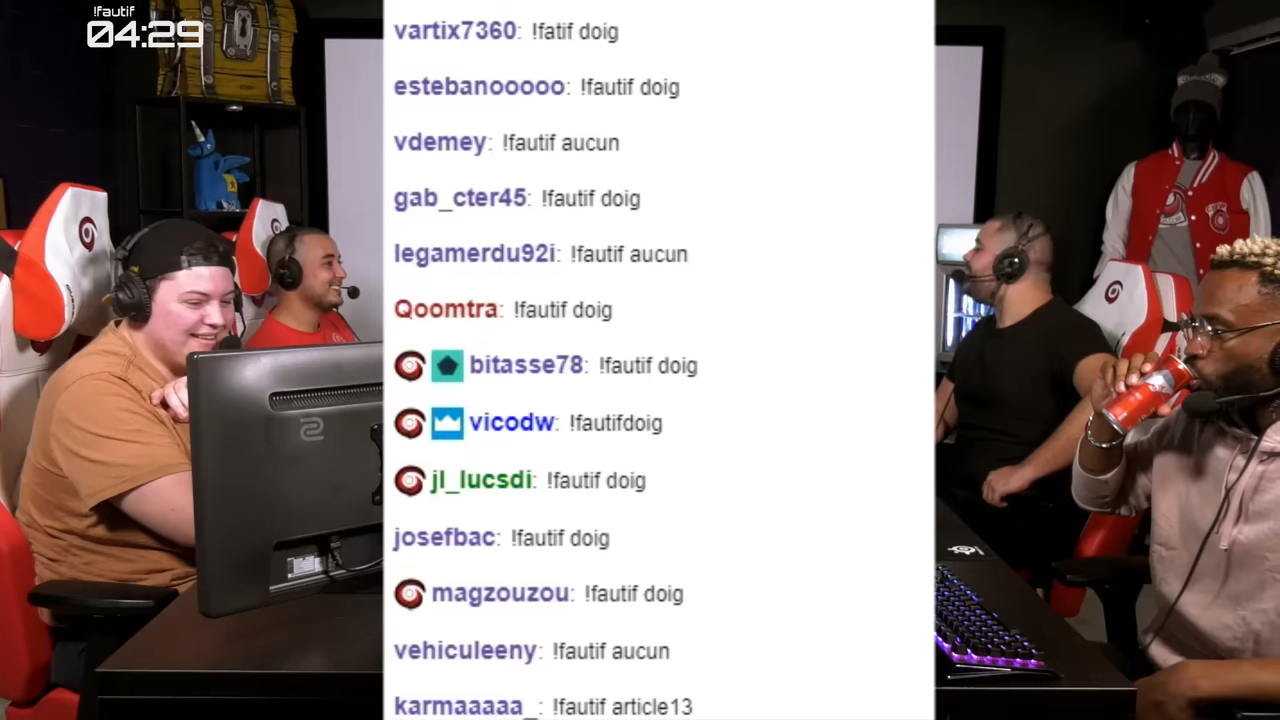 !fautif
04:29
vartix7360: !fatif doig
estebanooooo: !fautif doig
vdemey: !fautif aucun
gab_cter45: !fautif doig
legamerdu92i: !fautif aucun
Qoomtra: !fautif doig
bitasse78: !fautif doig
vicodw: !fautifdoig
jl_lucsdi: !fautif doig
josefbac: !fautif doig
magzouzou: !fautif doig
vehiculeeny: !fautif aucun
karmaaaaa_: !fautif article13